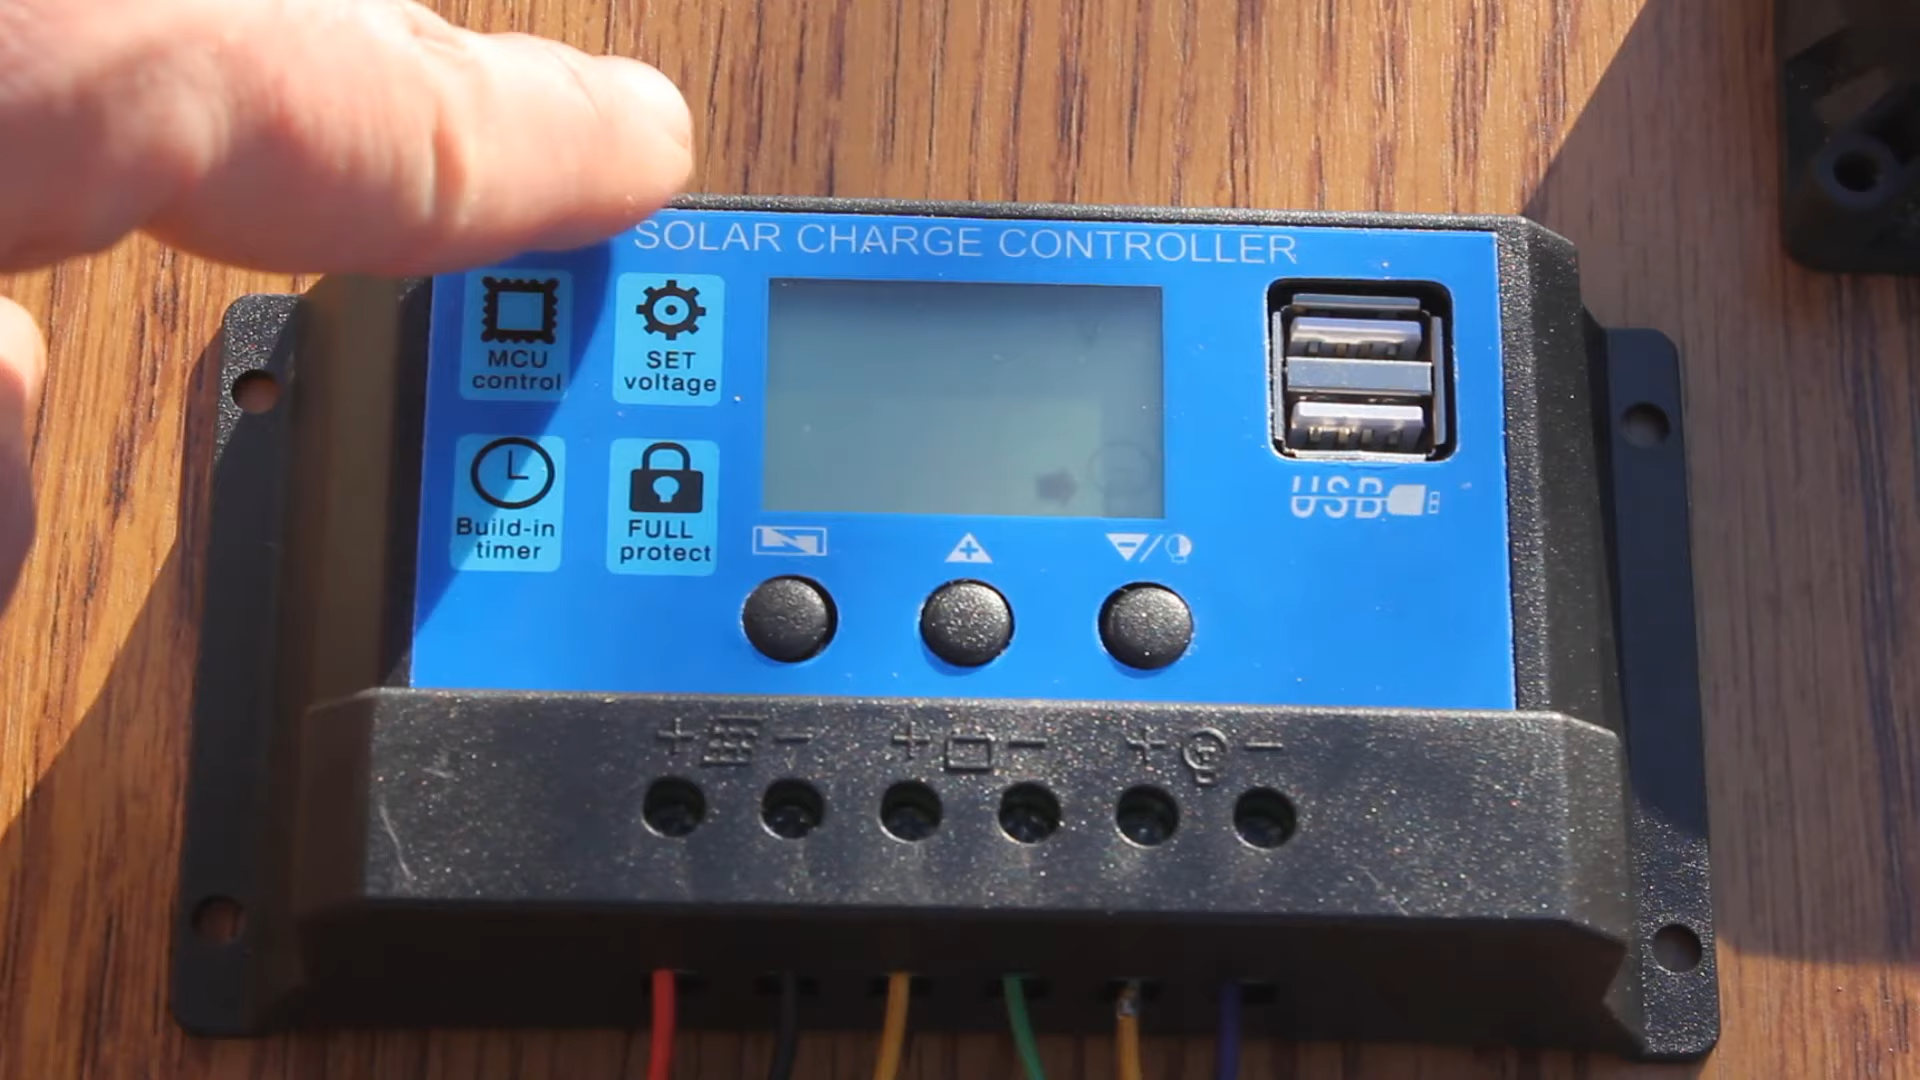 SOLAR CHARGE CONTROLLER
MCU
control
SET
voltage
Build-in
timer
FULL
protect
USB
+ -
+ -
+ -